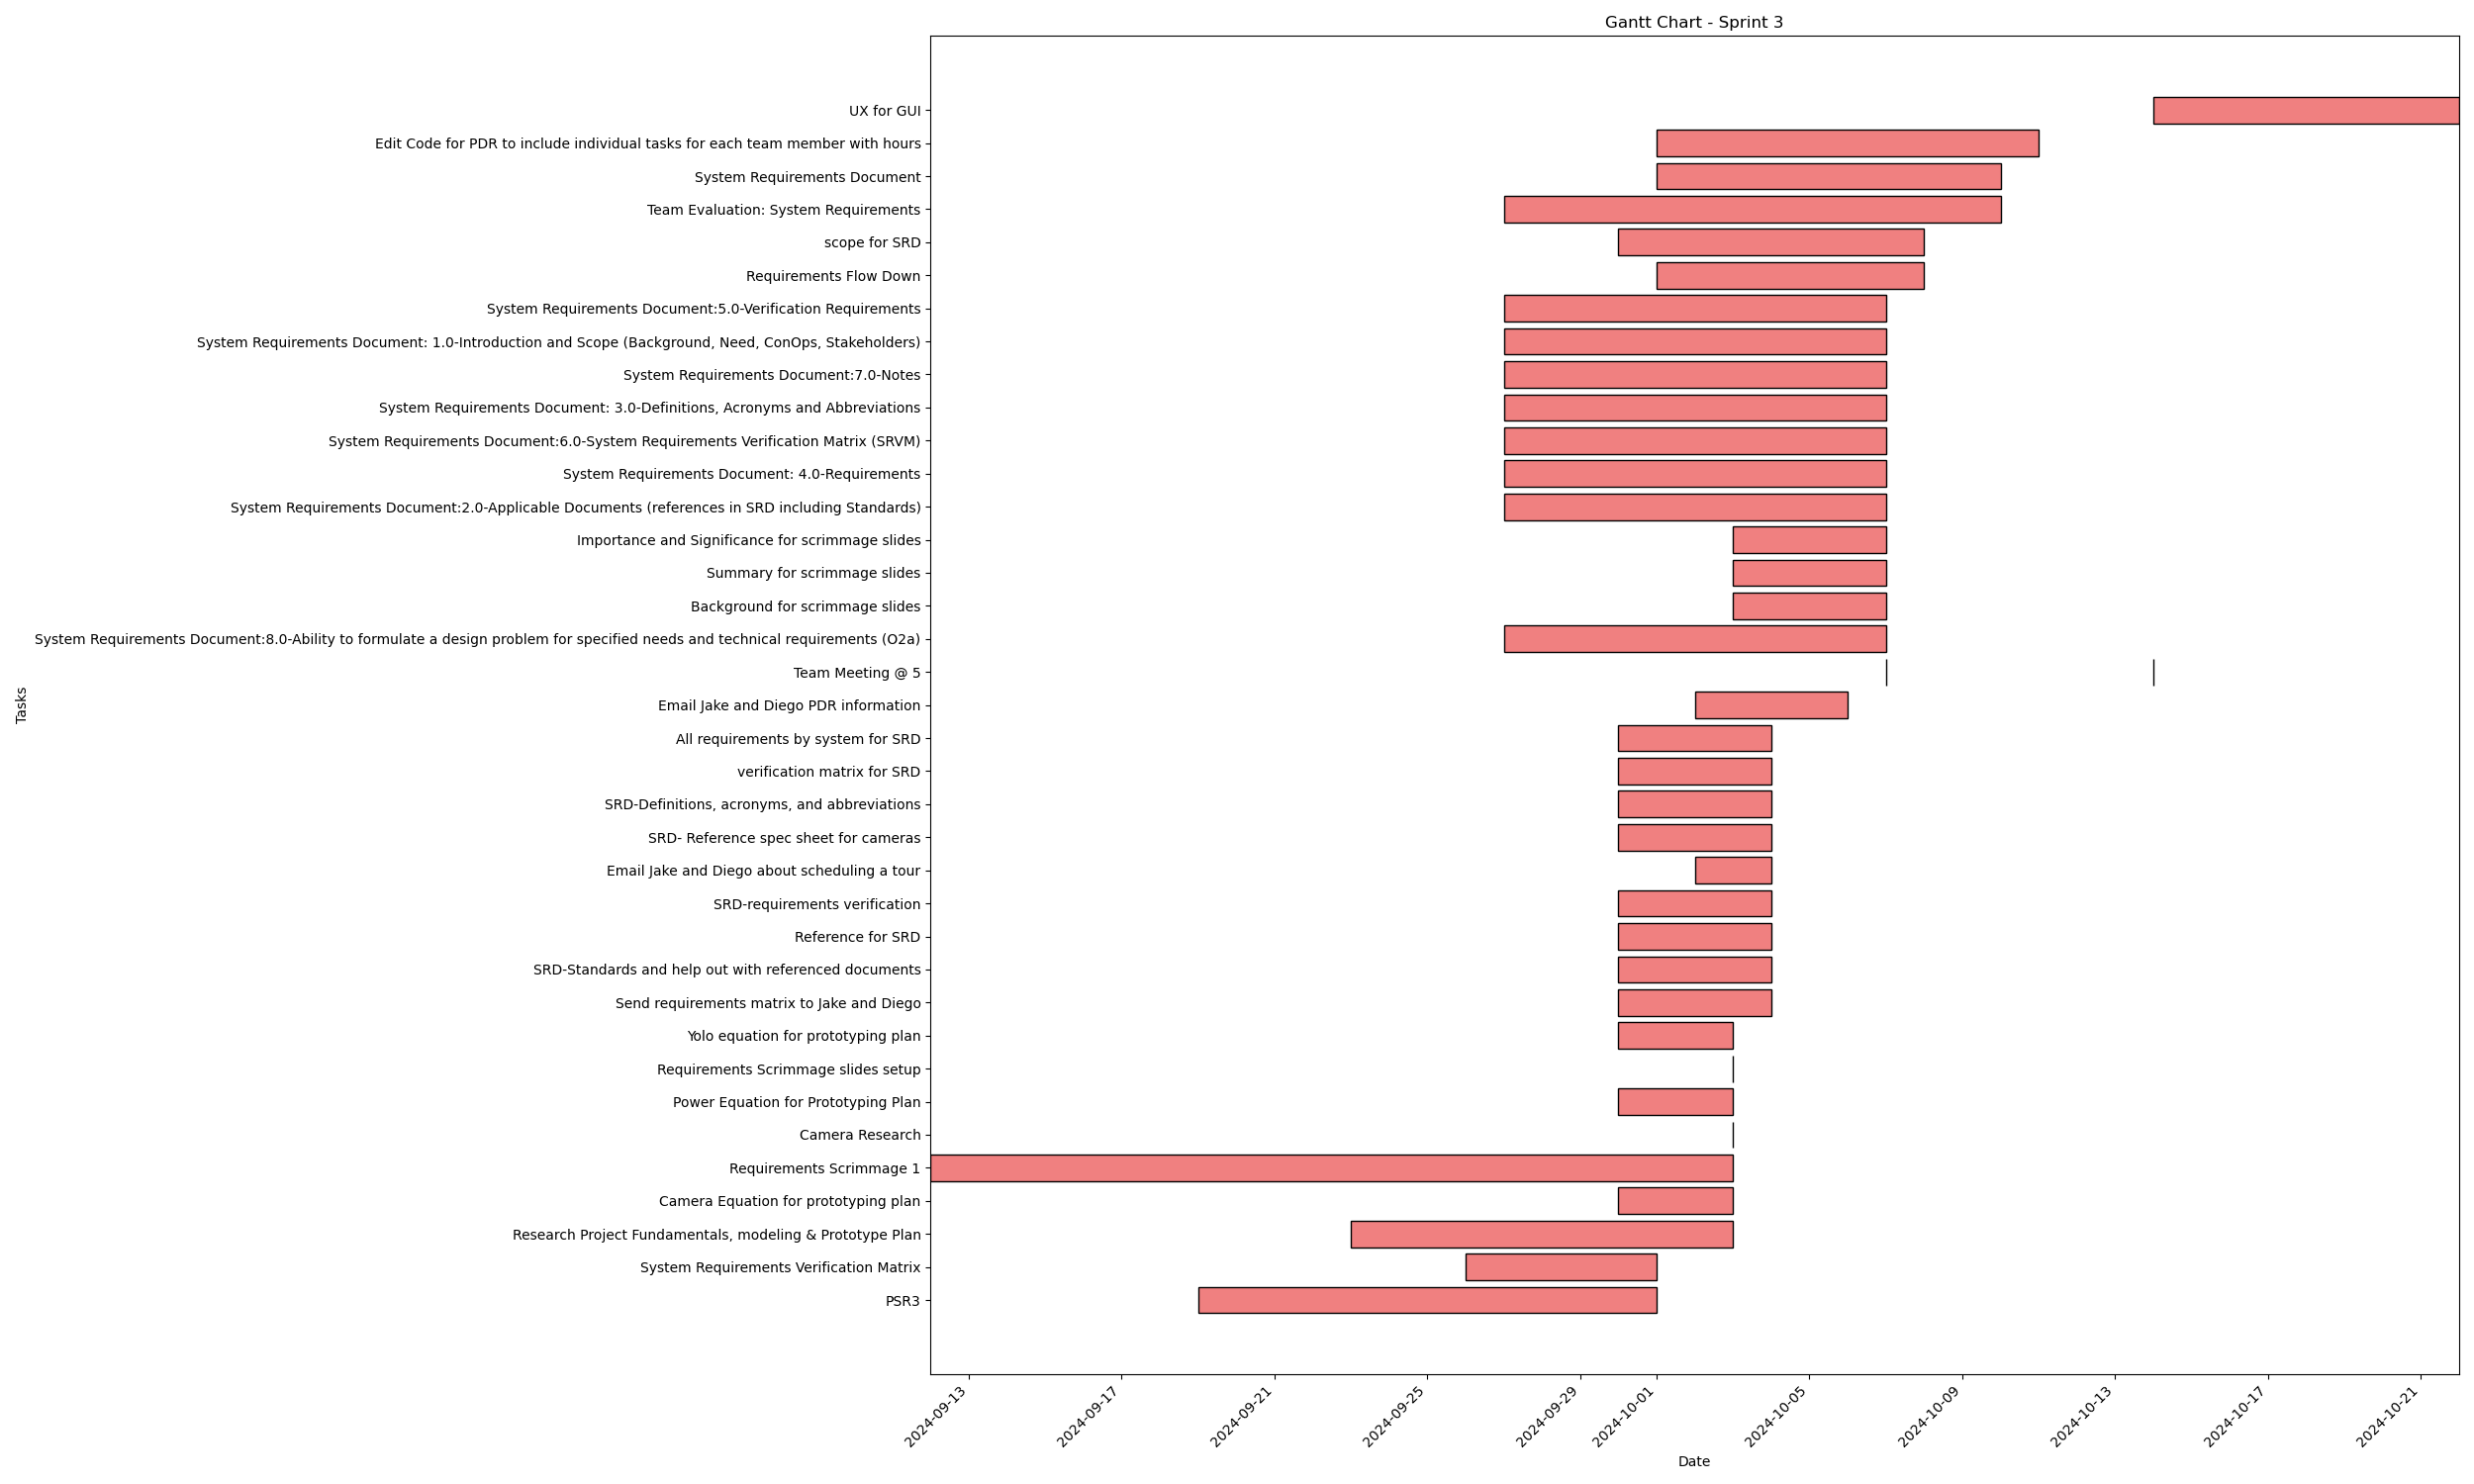 Gantt Chart - Sprint 3
UX for GUI
Edit Code for PDR to include individual tasks for each team member with hours
System Requirements Document
Team Evaluation: System Requirements
scope for SRD
Requirements Flow Down
System Requirements Document:5.0-Verification Requirements
System Requirements Document: 1.0-Introduction and Scope (Background, Need, ConOps, Stakeholders)
System Requirements Document:7.0-Notes
System Requirements Document: 3.0-Definitions, Acronyms and Abbreviations
System Requirements Document:6.0-System Requirements Verification Matrix (SRVM)
System Requirements Document: 4.0-Requirements
System Requirements Document:2.0-Applicable Documents (references in SRD including Standards)
Importance and Significance for scrimmage slides
Summary for scrimmage slides
Background for scrimmage slides
System Requirements Document:8.0-Ability to formulate a design problem for specified needs and technical requirements (O2a)
Team Meeting @ 5
Email Jake and Diego PDR information
All requirements by system for SRD
verification matrix for SRD
SRD-Definitions, acronyms, and abbreviations
SRD- Reference spec sheet for cameras
Email Jake and Diego about scheduling a tour
SRD-requirements verification
Reference for SRD
SRD-Standards and help out with referenced documents
Send requirements matrix to Jake and Diego
Yolo equation for prototyping plan
Requirements Scrimmage slides setup
Power Equation for Prototyping Plan
Camera Research
Requirements Scrimmage 1
Camera Equation for prototyping plan
Research Project Fundamentals, modeling & Prototype Plan
System Requirements Verification Matrix
PSR3
Tasks
2024-09-13
2024-09-17
2024-09-21
2024-09-25
2024-09-29
2024-10-01
2024-10-05
2024-10-09
2024-10-13
2024-10-17
2024-10-21
Date